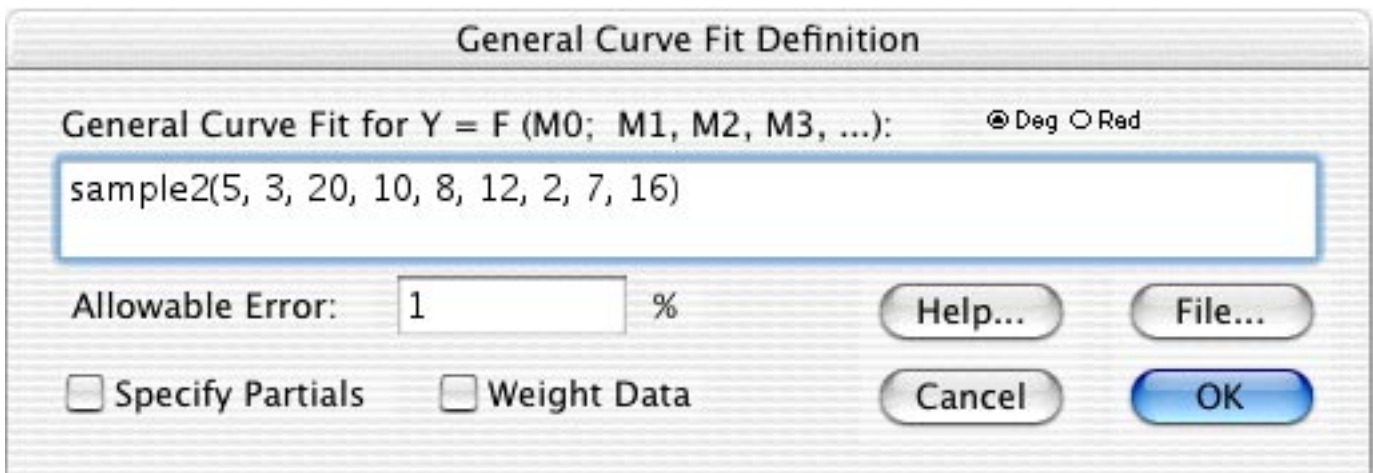 General Curve Fit Definition
General Curve Fit for Y = F (M0; M1, M2, M3, ...): Deg Rad
sample2(5, 3, 20, 10, 8, 12, 2, 7, 16)
Allowable Error: 1 % Help... File...
Specify Partials Weight Data Cancel OK